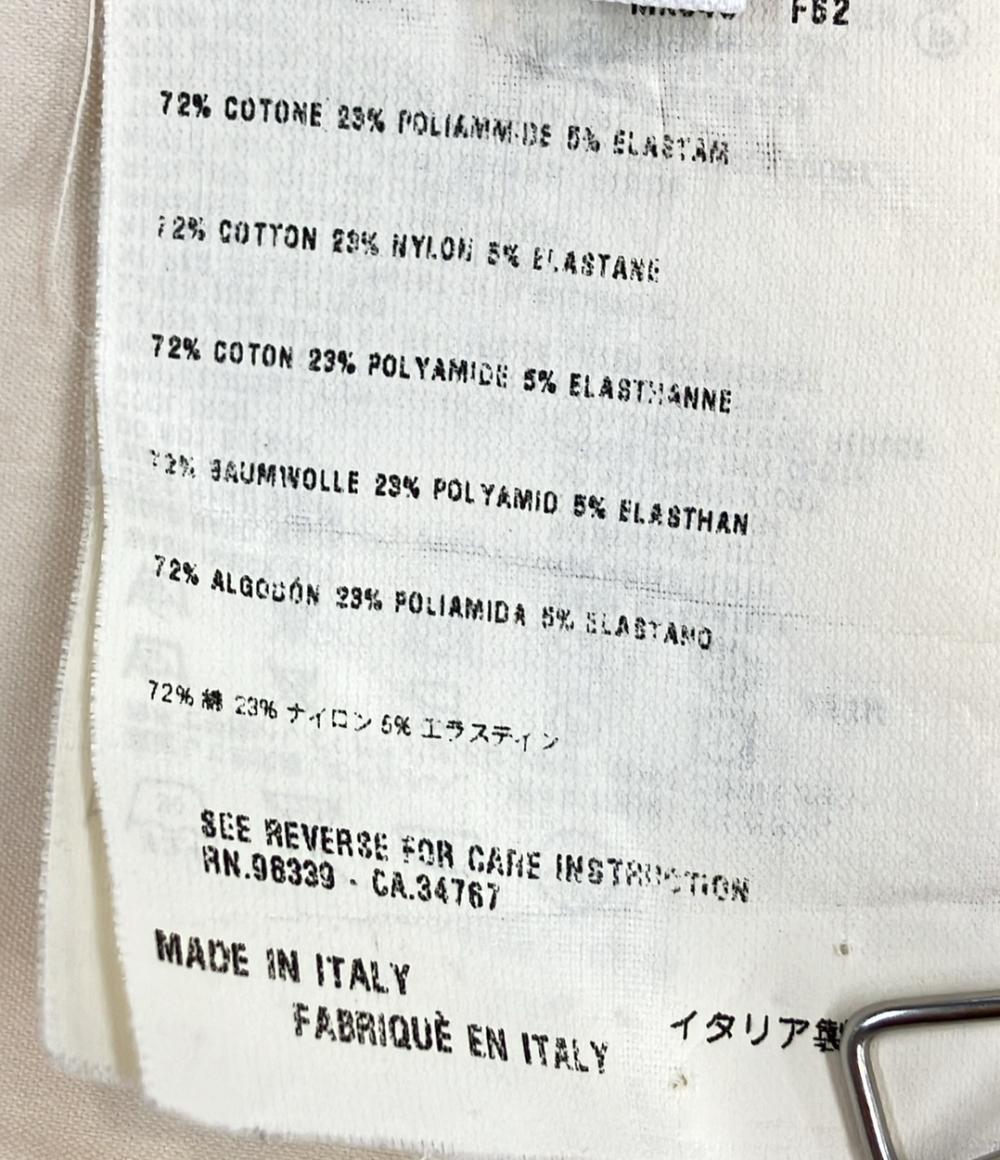 F62
72% COTONE 23% POLIAMMIDE 5% ELASTAM
72% COTTON 23% NYLON 5% ELASTANE
72% COTON 23% POLYAMIDE 5% ELASTHANNE
72% BAUMWOLLE 23% POLYAMID 5% ELASTHAN
72% ALGODÓN 23% POLIAMIDA 5% ELASTANO
72% 綿 23% ナイロン 5% エラスティン
SEE REVERSE FOR CARE INSTRUCTION
RN.98339 - CA.34767
MADE IN ITALY
FABRIQUÈ EN ITALY
イタリア製